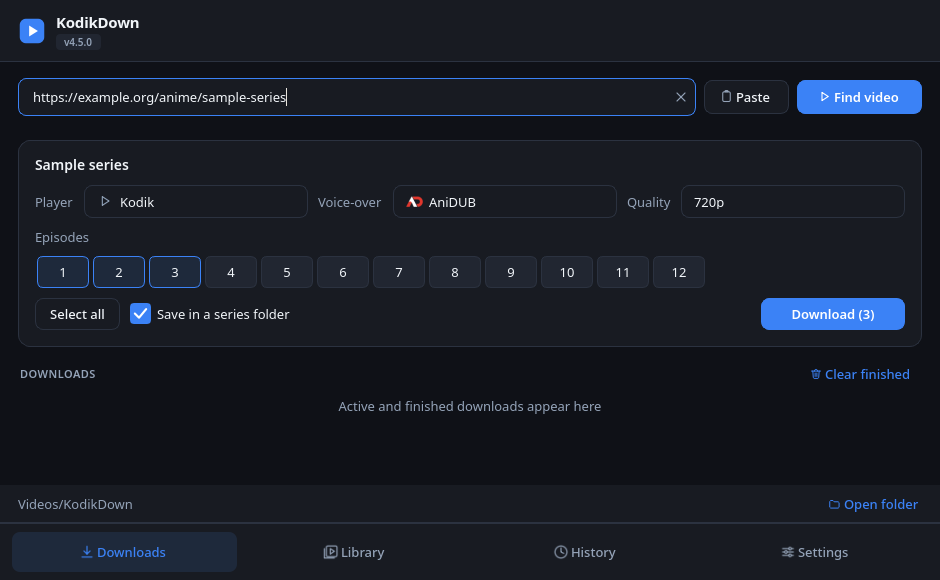 KodikDown
v4.5.0
https://example.org/anime/sample-series
Paste
Find video
Sample series
Player Kodik Voice-over AniDUB Quality 720p
Episodes
1 2 3 4 5 6 7 8 9 10 11 12
Select all Save in a series folder Download (3)
DOWNLOADS Clear finished
Active and finished downloads appear here
Videos/KodikDown Open folder
Downloads Library History Settings